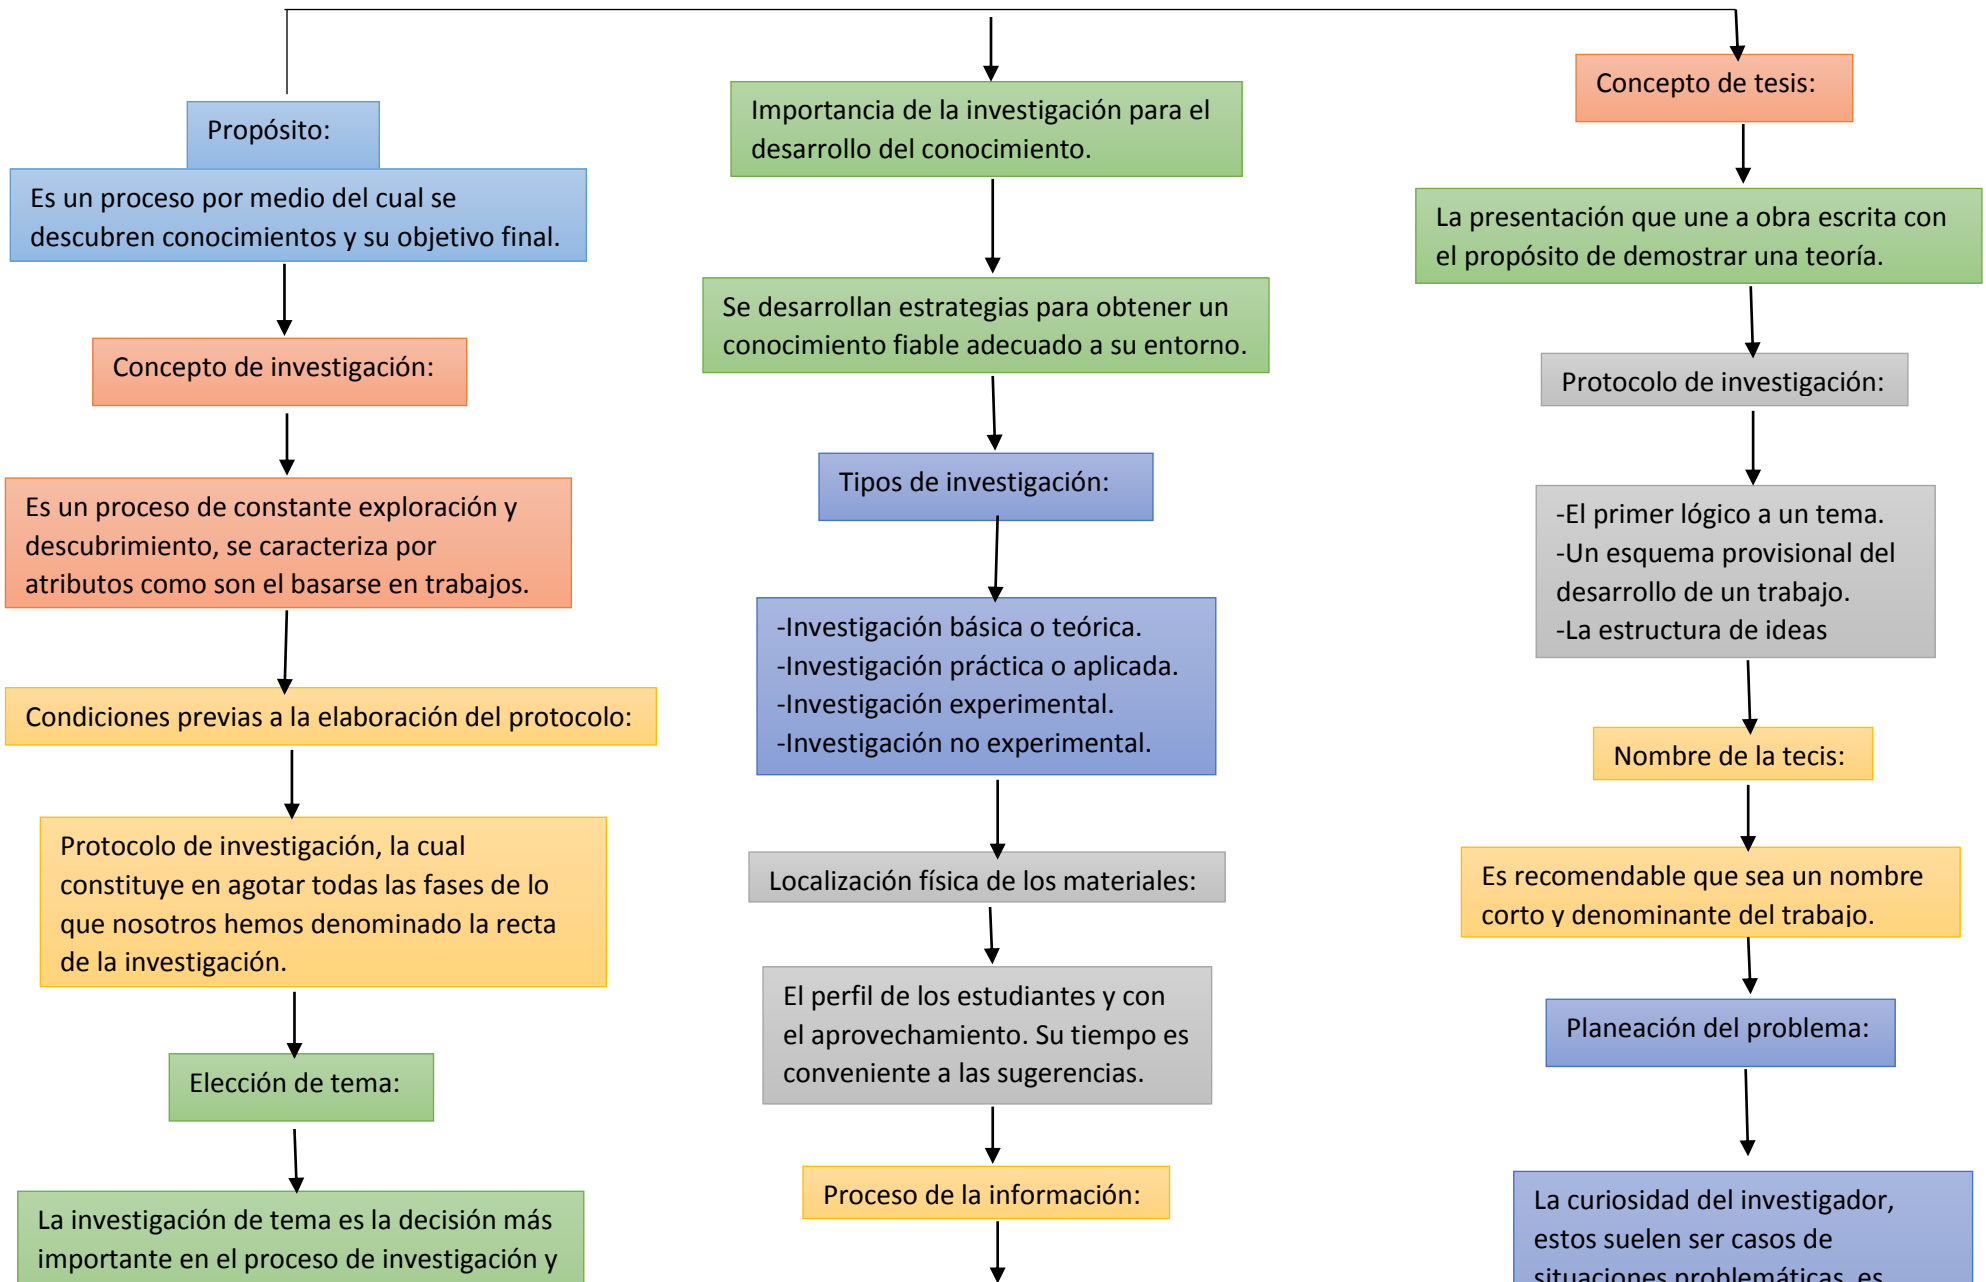 Propósito:
Es un proceso por medio del cual se
descubren conocimientos y su objetivo final.
Concepto de investigación:
Es un proceso de constante exploración y
descubrimiento, se caracteriza por
atributos como son el basarse en trabajos.
Condiciones previas a la elaboración del protocolo:
Protocolo de investigación, la cual
constituye en agotar todas las fases de lo
que nosotros hemos denominado la recta
de la investigación.
Elección de tema:
La investigación de tema es la decisión más
importante en el proceso de investigación y
Importancia de la investigación para el
desarrollo del conocimiento.
Se desarrollan estrategias para obtener un
conocimiento fiable adecuado a su entorno.
Tipos de investigación:
-Investigación básica o teórica.
-Investigación práctica o aplicada.
-Investigación experimental.
-Investigación no experimental.
Localización física de los materiales:
El perfil de los estudiantes y con
el aprovechamiento. Su tiempo es
conveniente a las sugerencias.
Proceso de la información:
Concepto de tesis:
La presentación que une a obra escrita con
el propósito de demostrar una teoría.
Protocolo de investigación:
-El primer lógico a un tema.
-Un esquema provisional del
desarrollo de un trabajo.
-La estructura de ideas
Nombre de la tecis:
Es recomendable que sea un nombre
corto y denominante del trabajo.
Planeación del problema:
La curiosidad del investigador,
estos suelen ser casos de
situaciones problemáticas, es